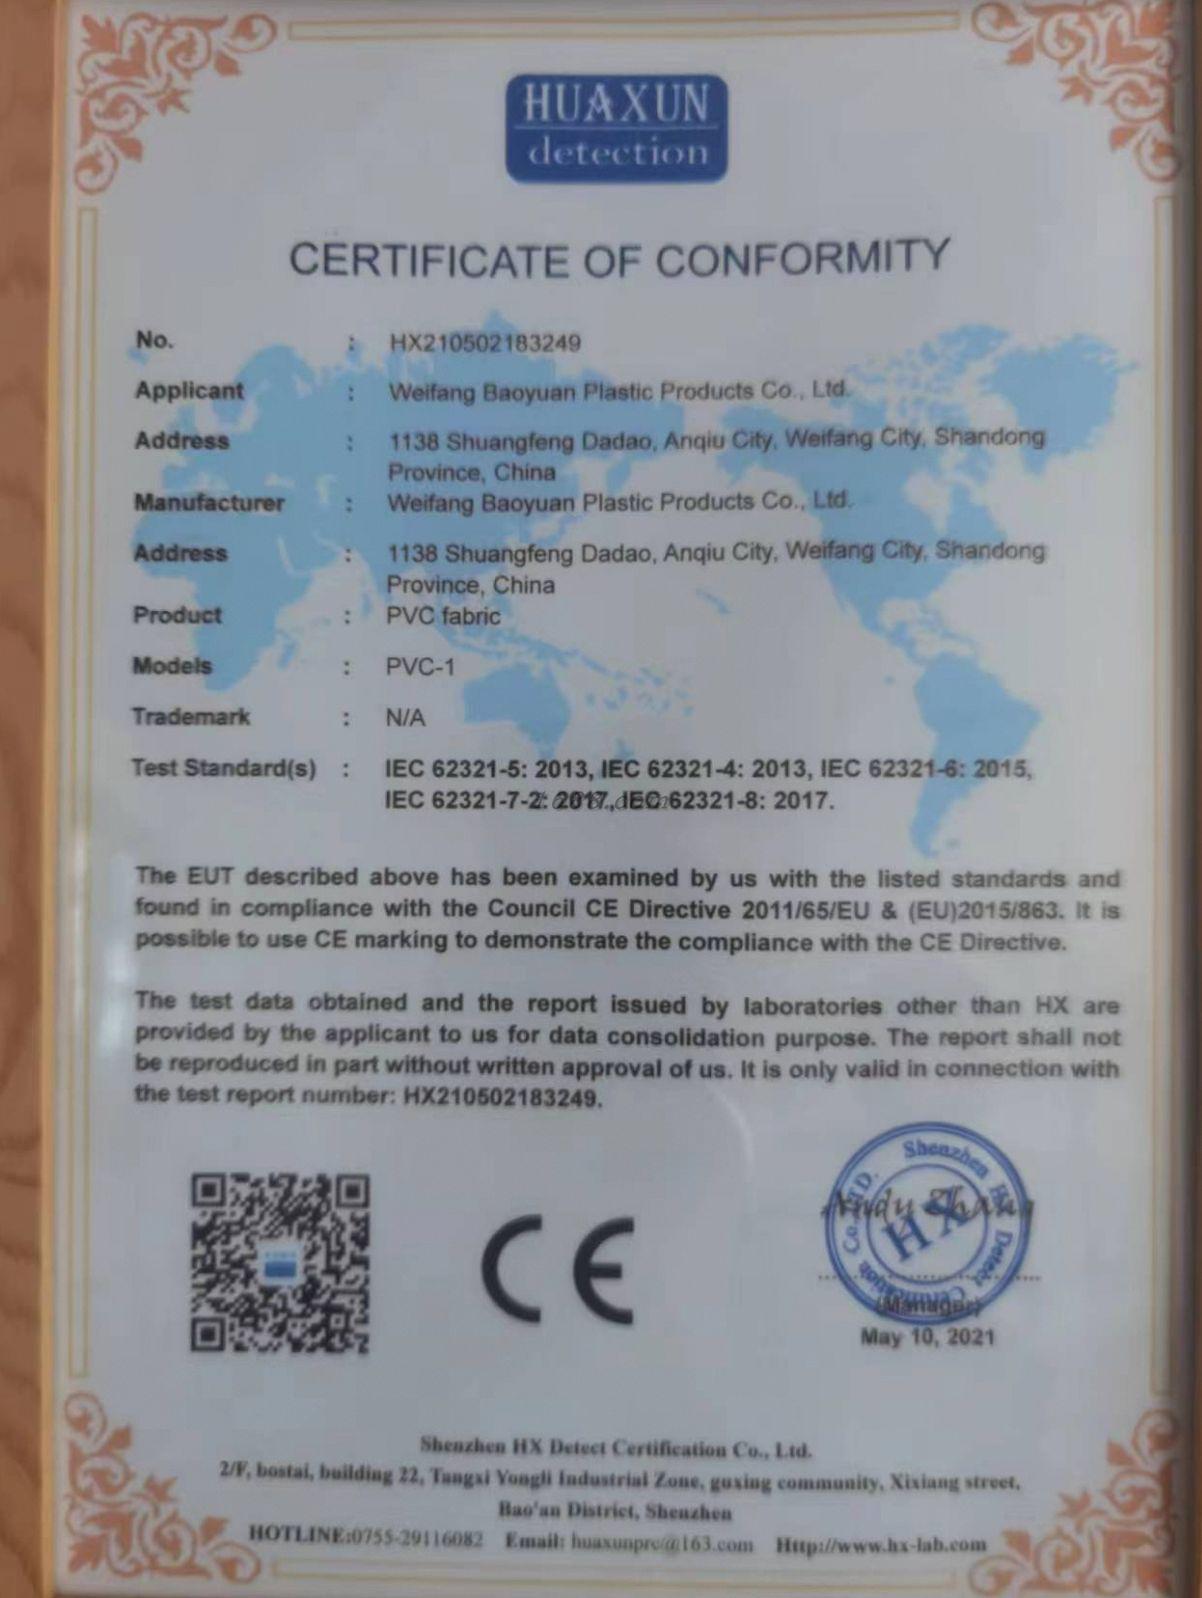 HUAXUN
detection
CERTIFICATE OF CONFORMITY
No. : HX210502183249
Applicant : Weifang Baoyuan Plastic Products Co., Ltd.
Address : 1138 Shuangfeng Dadao, Anqiu City, Weifang City, Shandong
Province, China
Manufacturer : Weifang Baoyuan Plastic Products Co., Ltd.
Address : 1138 Shuangfeng Dadao, Anqiu City, Weifang City, Shandong
Province, China
Product : PVC fabric
Models : PVC-1
Trademark : N/A
Test Standard(s) : IEC 62321-5: 2013, IEC 62321-4: 2013, IEC 62321-6: 2015,
IEC 62321-7-2: 2017, IEC 62321-8: 2017.
The EUT described above has been examined by us with the listed standards and
found in compliance with the Council CE Directive 2011/65/EU & (EU)2015/863. It is
possible to use CE marking to demonstrate the compliance with the CE Directive.
The test data obtained and the report issued by laboratories other than HX are
provided by the applicant to us for data consolidation purpose. The report shall not
be reproduced in part without written approval of us. It is only valid in connection with
the test report number: HX210502183249.
CE
Shenzhen HX Detect Certification Co., LTD.
HX
Andy Zhang
(Manager)
May 10, 2021
Shenzhen HX Detect Certification Co., Ltd.
2/F, bostai, building 22, Tangxi Yongli Industrial Zone, guxing community, Xixiang street,
Bao'an District, Shenzhen
HOTLINE:0755-29116082 Email: huaxunprc@163.com Http://www.hx-lab.com